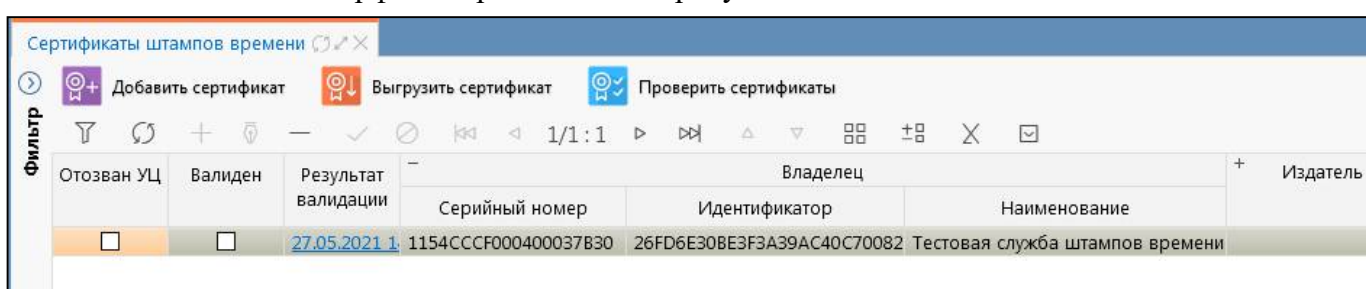 Сертификаты штампов времени
Добавить сертификат Выгрузить сертификат Проверить сертификаты
Фильтр
1/1 : 1
Отозван УЦ Валиден Результат валидации Владелец Издатель
Серийный номер Идентификатор Наименование
27.05.2021 1154CCCF000400037B30 26FD6E30BE3F3A39AC40C70082 Тестовая служба штампов времени